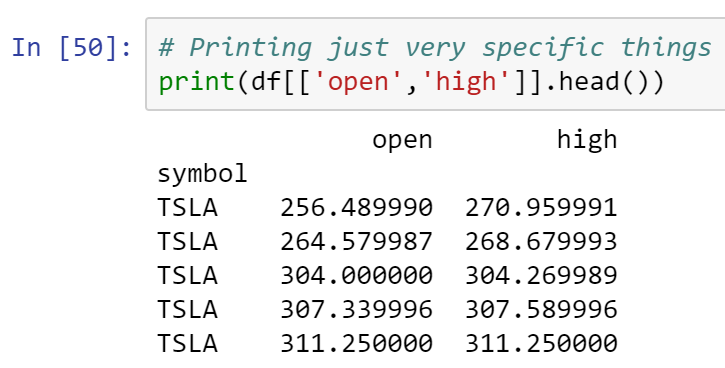 In [50]: # Printing just very specific things
print(df[['open','high']].head())
open high
symbol
TSLA 256.489990 270.959991
TSLA 264.579987 268.679993
TSLA 304.000000 304.269989
TSLA 307.339996 307.589996
TSLA 311.250000 311.250000